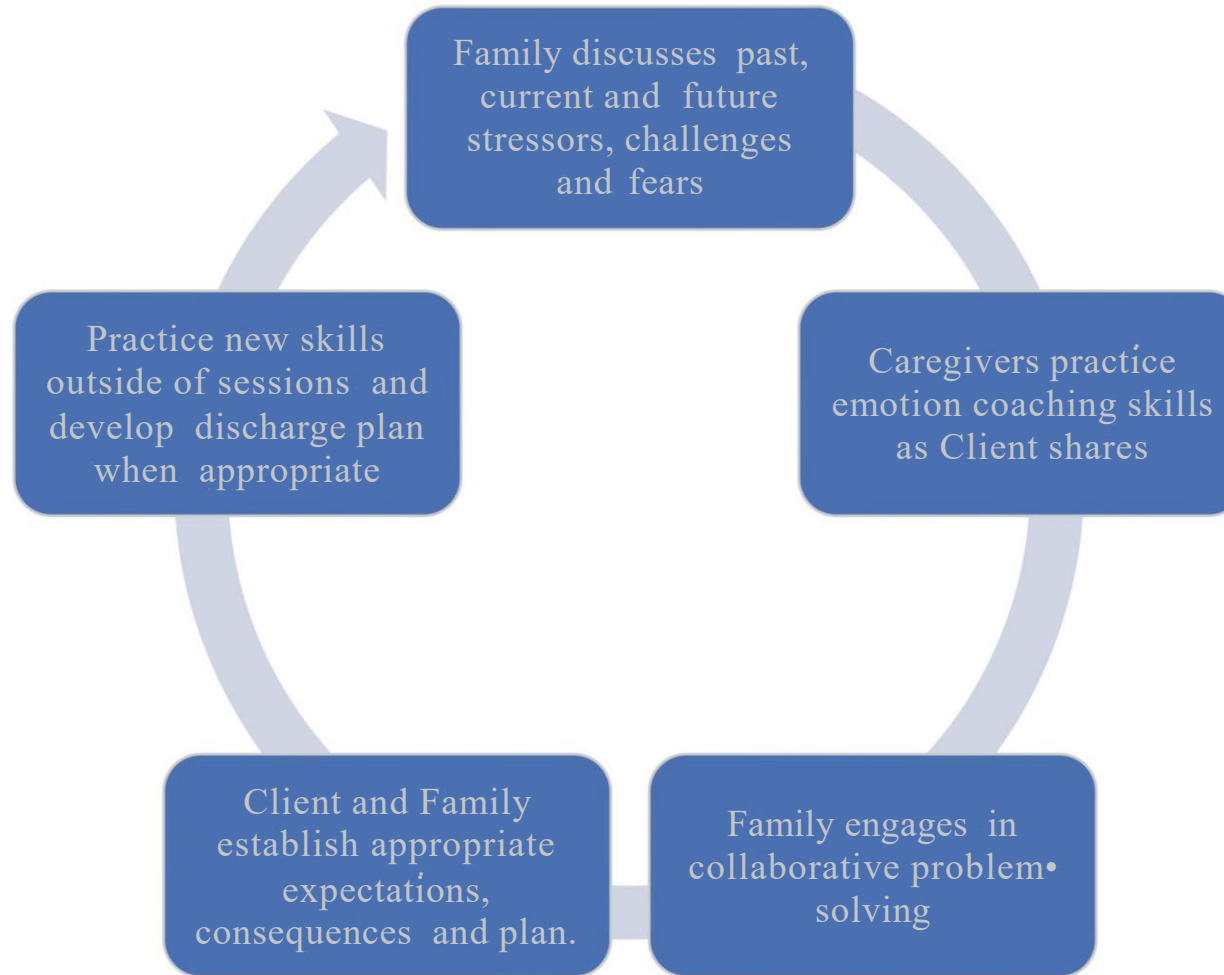 Family discusses past,
current and future
stressors, challenges
and fears
Caregivers practice
emotion coaching skills
as Client shares
Family engages in
collaborative problem•
solving
Client and Family
establish appropriate
expectations,
consequences and plan.
Practice new skills
outside of sessions and
develop discharge plan
when appropriate